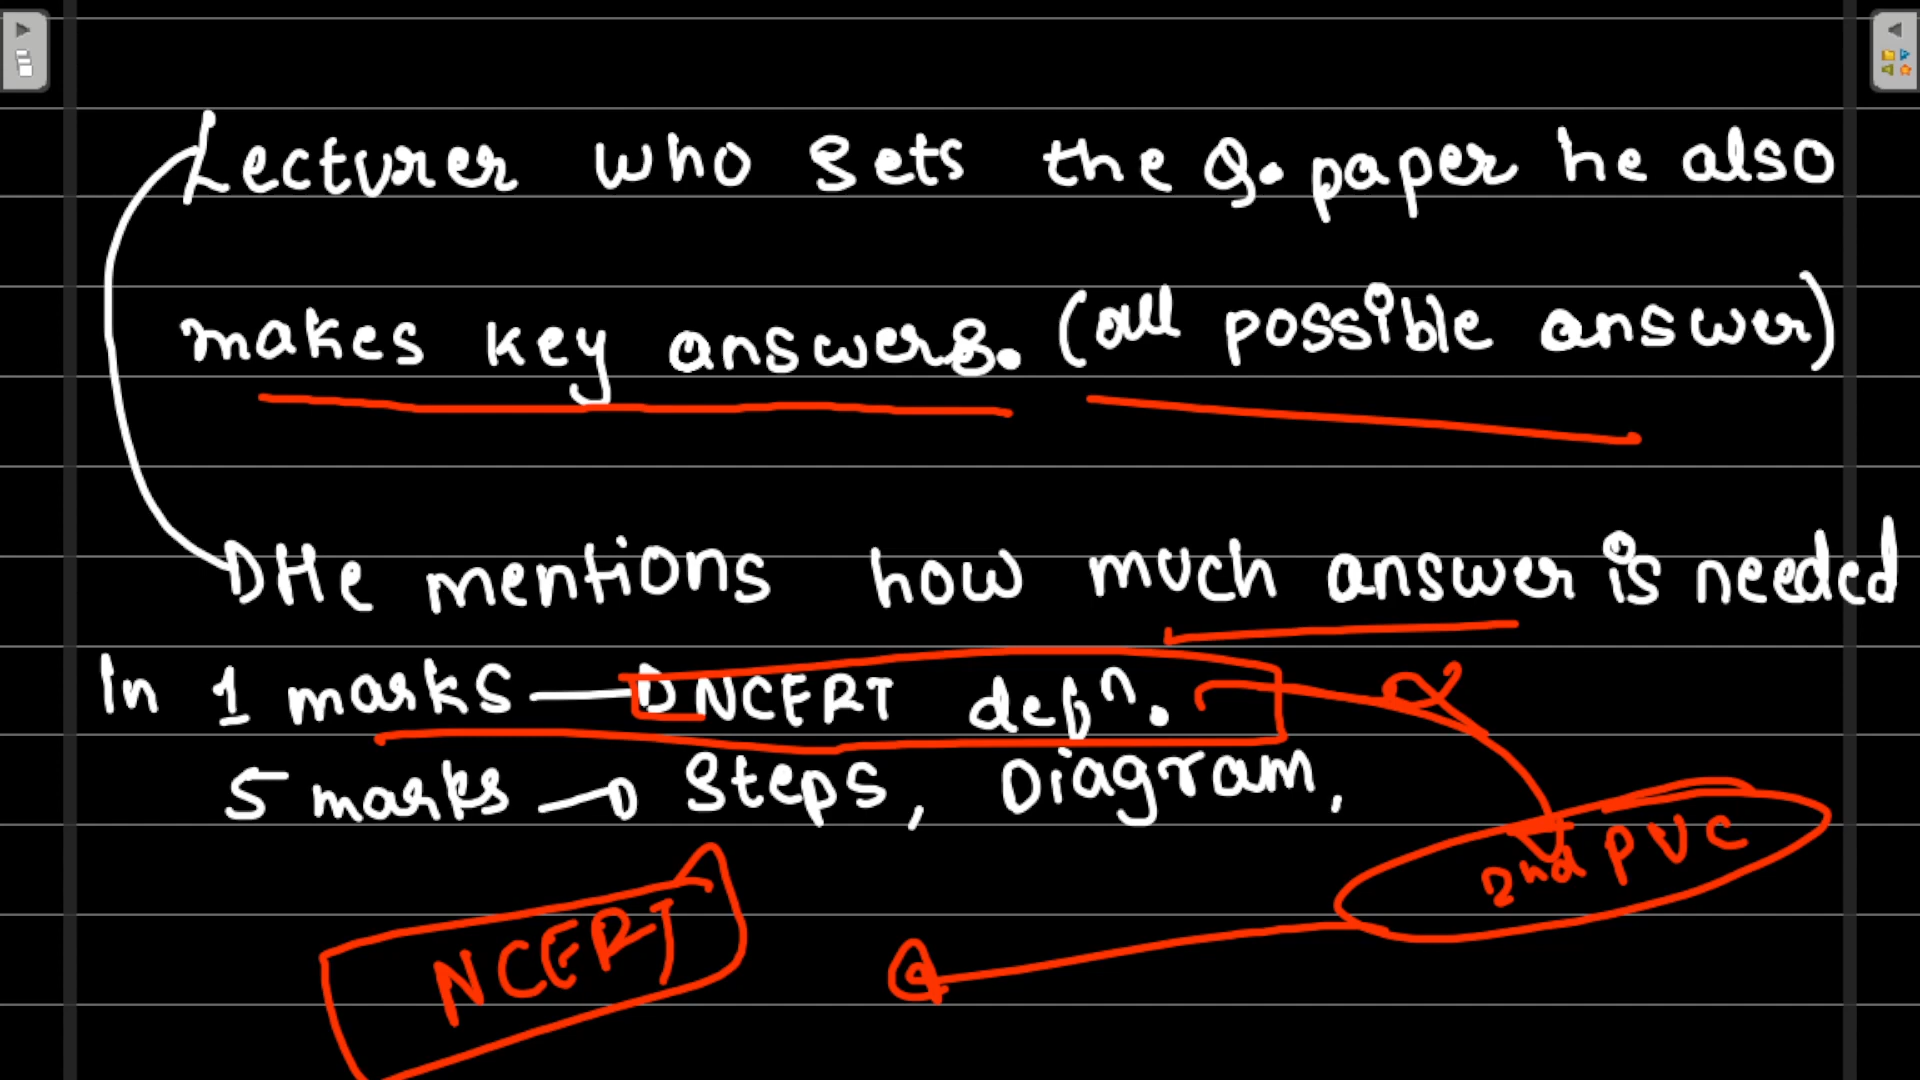 Lecturer who sets the Q. paper he also
makes key answers. (all possible answer)
He mentions how much answer is needed
In 1 marks → NCERT defn.
5 marks → Steps, Diagram,
2nd PUC
NCERT